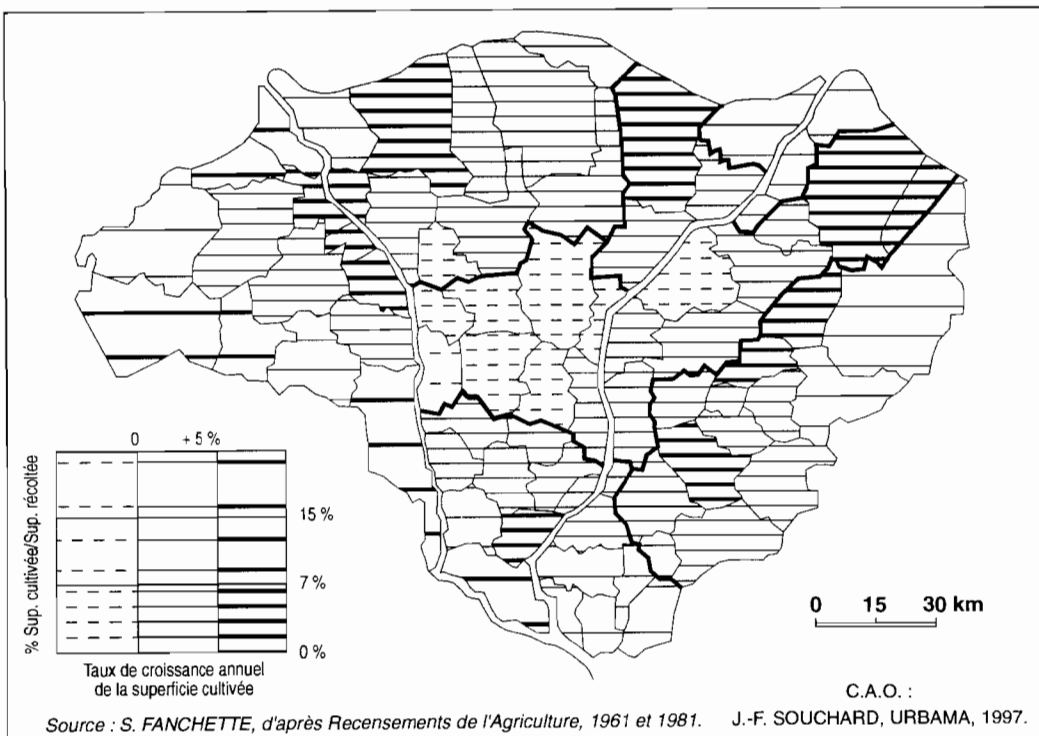 0 + 5 %
% Sup. cultivée/Sup. récoltée
15 %
7 %
0 %
Taux de croissance annuel
de la superficie cultivée
0 15 30 km
C.A.O. :
Source : S. FANCHETTE, d'après Recensements de l'Agriculture, 1961 et 1981. J.-F. SOUCHARD, URBAMA, 1997.